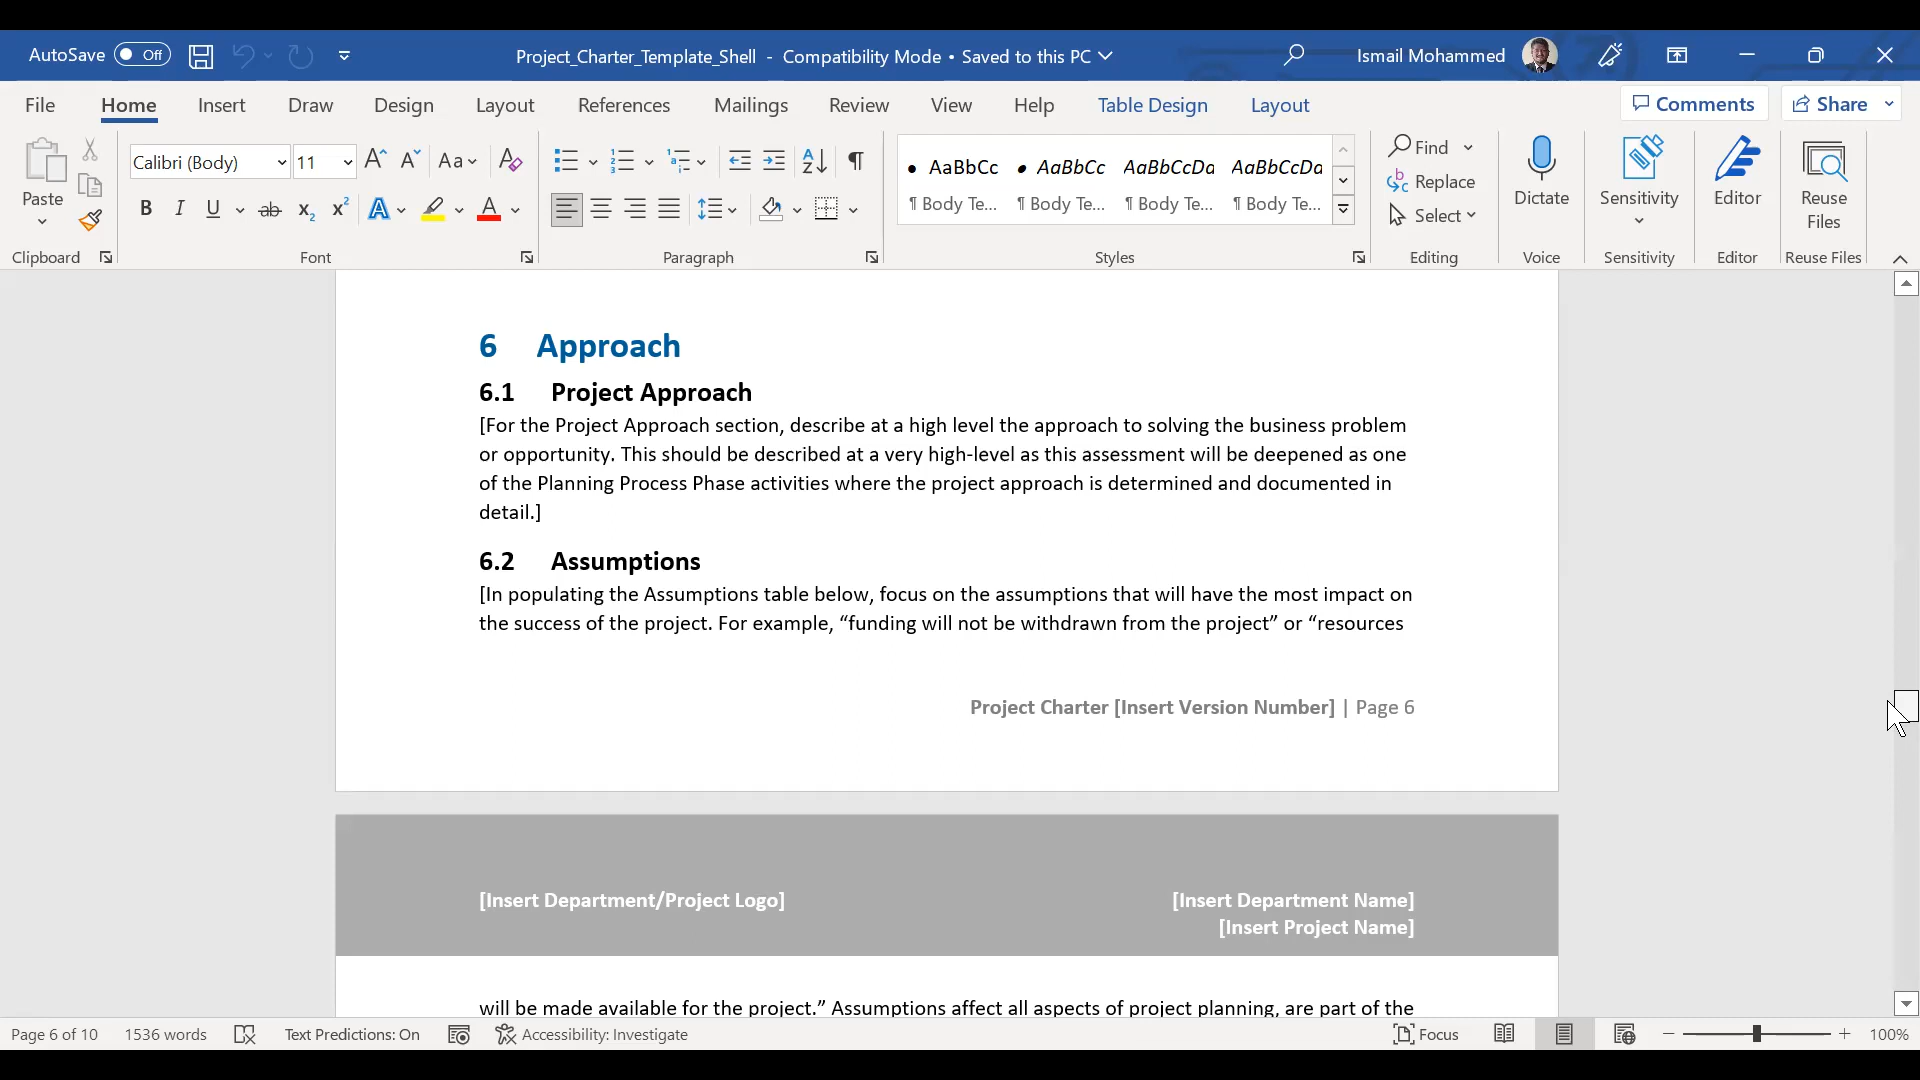 AutoSave Off Project_Charter_Template_Shell - Compatibility Mode • Saved to this PC Ismail Mohammed
File Home Insert Draw Design Layout References Mailings Review View Help Table Design Layout Comments Share
Paste Calibri (Body) 11 Aa • AaBbCc • AaBbCc AaBbCcDd AaBbCcDd Find Dictate Sensitivity Editor Reuse Files
B I U ab x₂ x² A A ¶ Body Te... ¶ Body Te... ¶ Body Te... ¶ Body Te... Replace
Select
Clipboard Font Paragraph Styles Editing Voice Sensitivity Editor Reuse Files
6 Approach
6.1 Project Approach
[For the Project Approach section, describe at a high level the approach to solving the business problem
or opportunity. This should be described at a very high-level as this assessment will be deepened as one
of the Planning Process Phase activities where the project approach is determined and documented in
detail.]
6.2 Assumptions
[In populating the Assumptions table below, focus on the assumptions that will have the most impact on
the success of the project. For example, “funding will not be withdrawn from the project” or “resources
Project Charter [Insert Version Number] | Page 6
[Insert Department/Project Logo] [Insert Department Name]
[Insert Project Name]
will be made available for the project.” Assumptions affect all aspects of project planning, are part of the
Page 6 of 10 1536 words Text Predictions: On Accessibility: Investigate Focus 100%